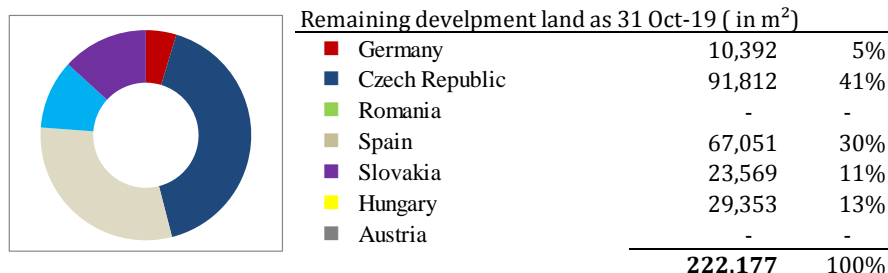 Remaining develpment land as 31 Oct-19 ( in m²)
Germany 10,392 5%
Czech Republic 91,812 41%
Romania - -
Spain 67,051 30%
Slovakia 23,569 11%
Hungary 29,353 13%
Austria - -
222.177 100%